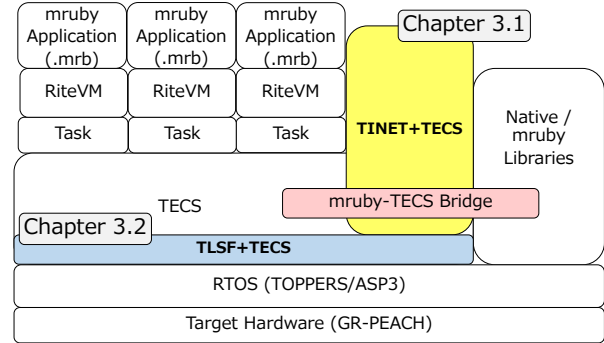 mruby
Application
(.mrb)
mruby
Application
(.mrb)
mruby
Application
(.mrb)
Chapter 3.1
RiteVM
RiteVM
RiteVM
Task
Task
Task
TINET+TECS
Native /
mruby
Libraries
TECS
mruby-TECS Bridge
Chapter 3.2
TLSF+TECS
RTOS (TOPPERS/ASP3)
Target Hardware (GR-PEACH)